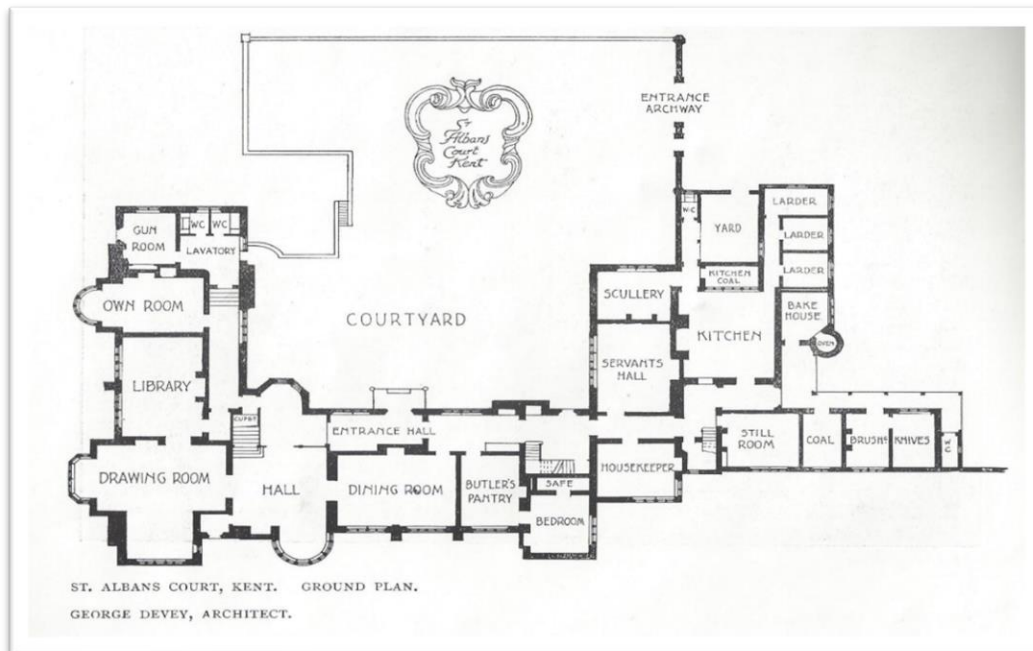 ENTRANCE
ARCHWAY
St
Albans
Court
Kent
GUN
ROOM
WC
WC
LAVATORY
OWN ROOM
LIBRARY
DRAWING ROOM
CUPBD
HALL
COURTYARD
ENTRANCE HALL
DINING ROOM
BUTLER'S
PANTRY
SAFE
BEDROOM
HOUSEKEEPER
SERVANTS
HALL
SCULLERY
W.C
YARD
KITCHEN
COAL
KITCHEN
LARDER
LARDER
LARDER
BAKE
HOUSE
OVEN
STILL
ROOM
COAL
BRUSHS
KNIVES
ST. ALBANS COURT, KENT. GROUND PLAN.
GEORGE DEVEY, ARCHITECT.